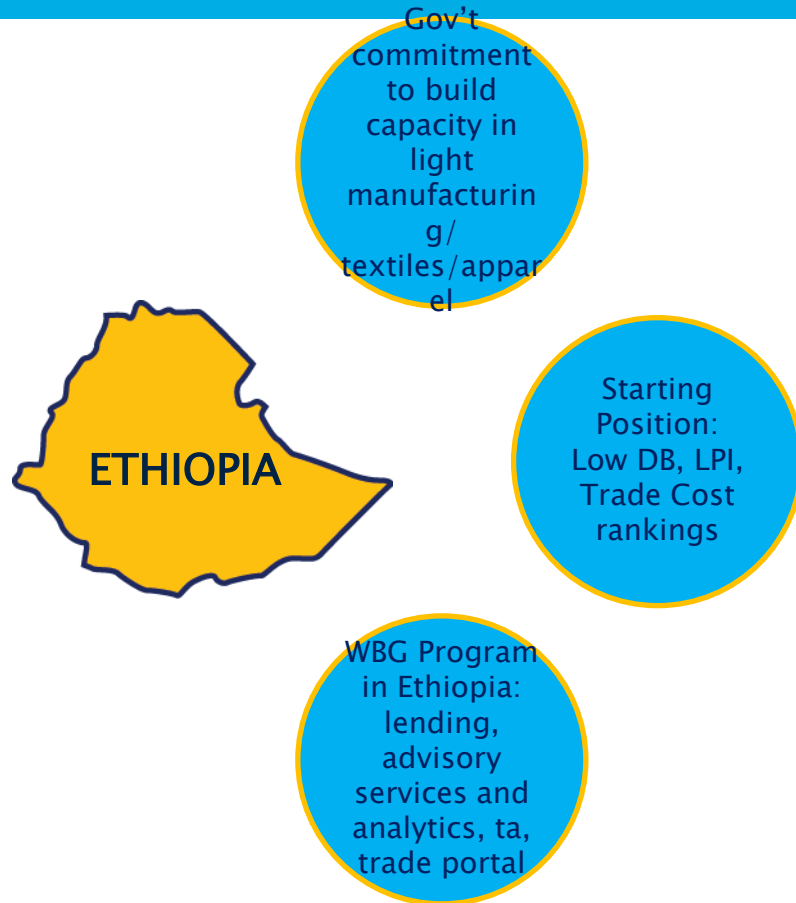 Gov't
commitment
to build
capacity in
light
manufacturin
g/
textiles/appar
el
ETHIOPIA
Starting
Position:
Low DB, LPI,
Trade Cost
rankings
WBG Program
in Ethiopia:
lending,
advisory
services and
analytics, ta,
trade portal